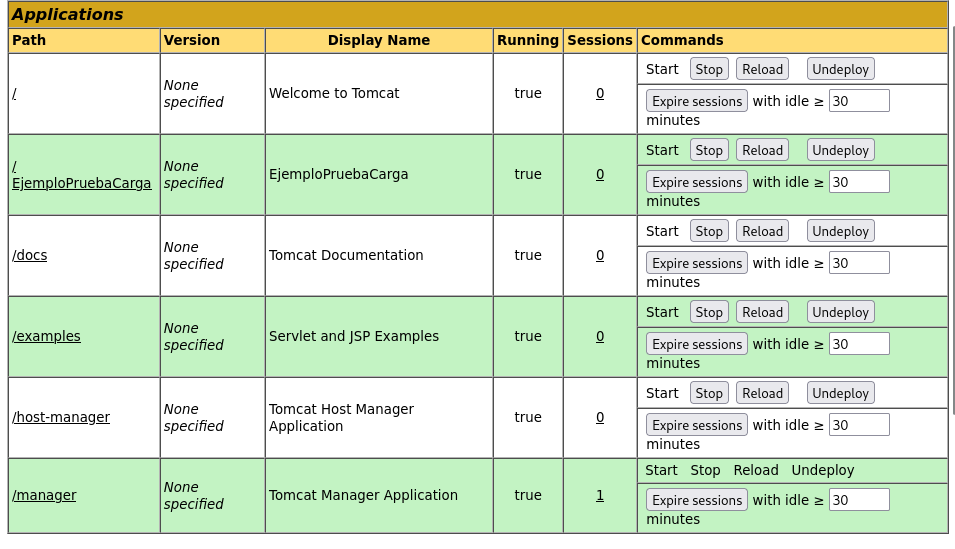 Applications
Path Version Display Name Running Sessions Commands
/ None specified Welcome to Tomcat true 0 Start Stop Reload Undeploy
Expire sessions with idle ≥ 30 minutes
/EjemploPruebaCarga None specified EjemploPruebaCarga true 0 Start Stop Reload Undeploy
Expire sessions with idle ≥ 30 minutes
/docs None specified Tomcat Documentation true 0 Start Stop Reload Undeploy
Expire sessions with idle ≥ 30 minutes
/examples None specified Servlet and JSP Examples true 0 Start Stop Reload Undeploy
Expire sessions with idle ≥ 30 minutes
/host-manager None specified Tomcat Host Manager Application true 0 Start Stop Reload Undeploy
Expire sessions with idle ≥ 30 minutes
/manager None specified Tomcat Manager Application true 1 Start Stop Reload Undeploy
Expire sessions with idle ≥ 30 minutes